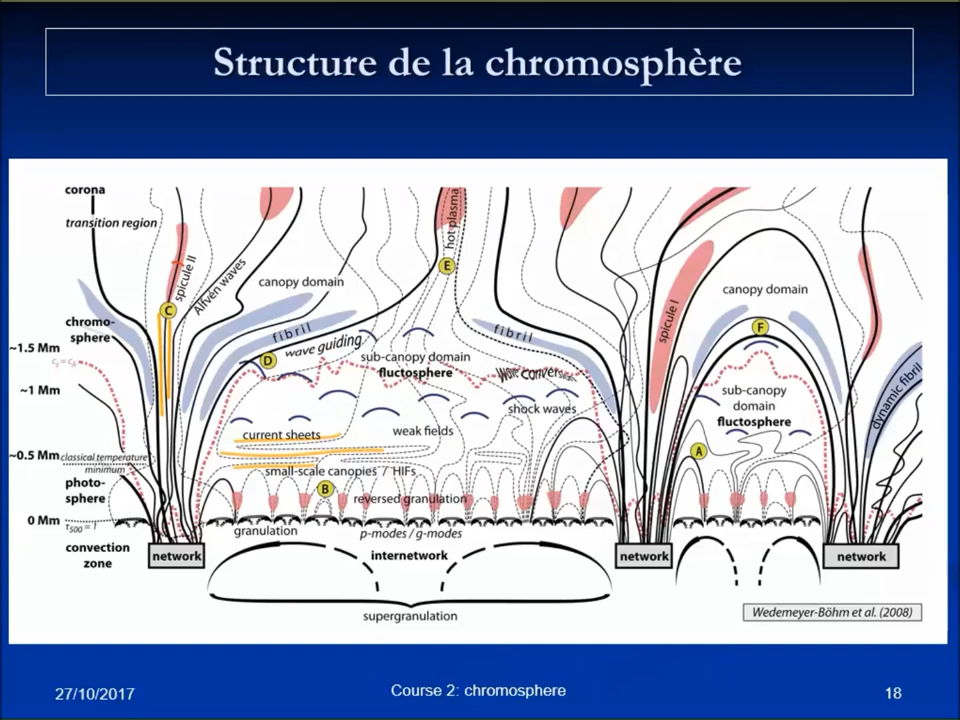 Structure de la chromosphère
corona
transition region
spicule II
Alfvén waves
canopy domain
hot plasma
E
C
spicule I
canopy domain
F
chromo-
sphere
fibril
fibril
~1.5 Mm
cs = cA
D
wave guiding
sub-canopy domain
fluctosphere
Wave conversion
~1 Mm
sub-canopy
domain
fluctosphere
dynamic fibril
shock waves
current sheets
weak fields
A
~0.5 Mm
classical temperature
minimum
small-scale canopies / HIFs
photo-
sphere
B
reversed granulation
0 Mm
τ500 = 1
granulation
p-modes / g-modes
convection
zone
network
internetwork
network
network
supergranulation
Wedemeyer-Böhm et al. (2008)
27/10/2017
Course 2: chromosphere
18